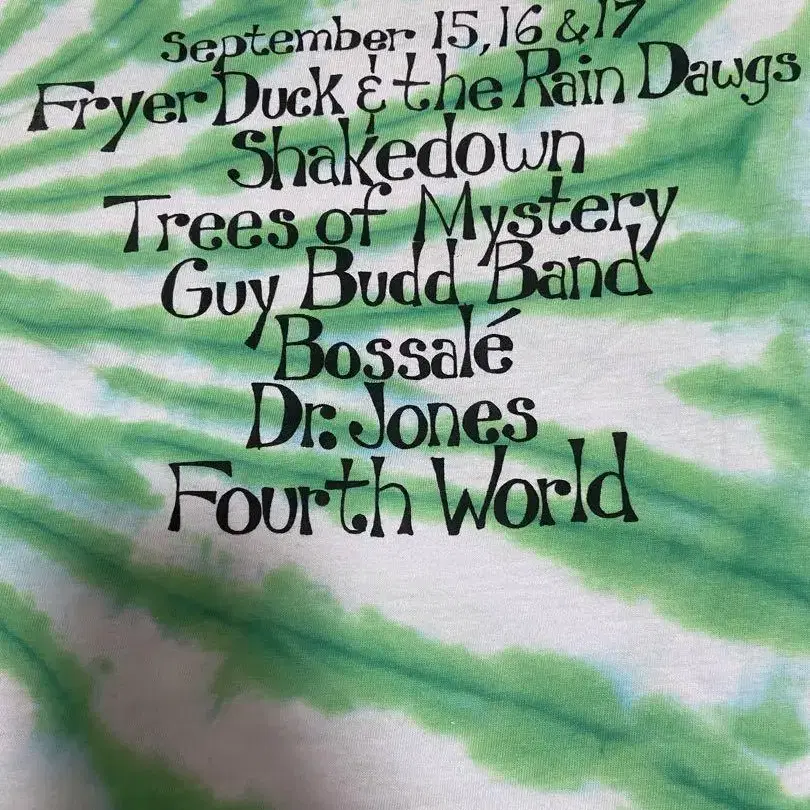 September 15, 16 & 17
Fryer Duck & the Rain Dawgs
Shakedown
Trees of Mystery
Guy Budd Band
Bossalé
Dr. Jones
Fourth World